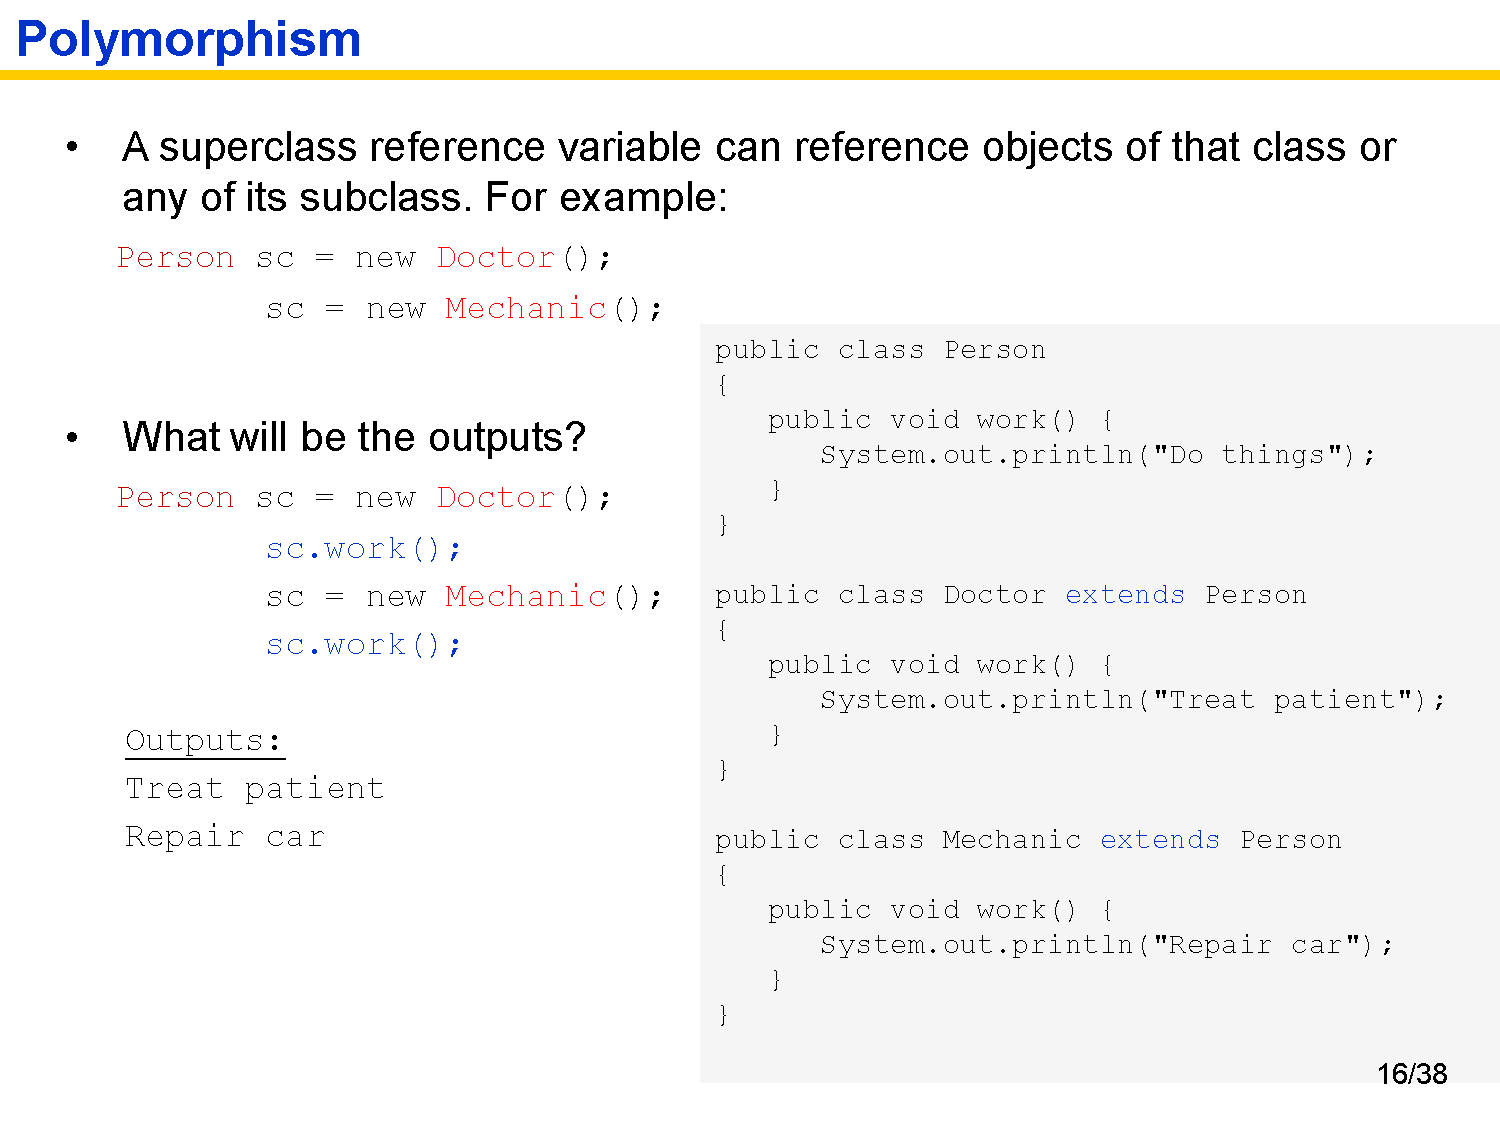 Polymorphism
• A superclass reference variable can reference objects of that class or
any of its subclass. For example:
Person sc = new Doctor();
sc = new Mechanic();
• What will be the outputs?
Person sc = new Doctor();
sc.work();
sc = new Mechanic();
sc.work();
Outputs:
Treat patient
Repair car
public class Person
{
public void work() {
System.out.println("Do things");
}
}
public class Doctor extends Person
{
public void work() {
System.out.println("Treat patient");
}
}
public class Mechanic extends Person
{
public void work() {
System.out.println("Repair car");
}
}
16/38